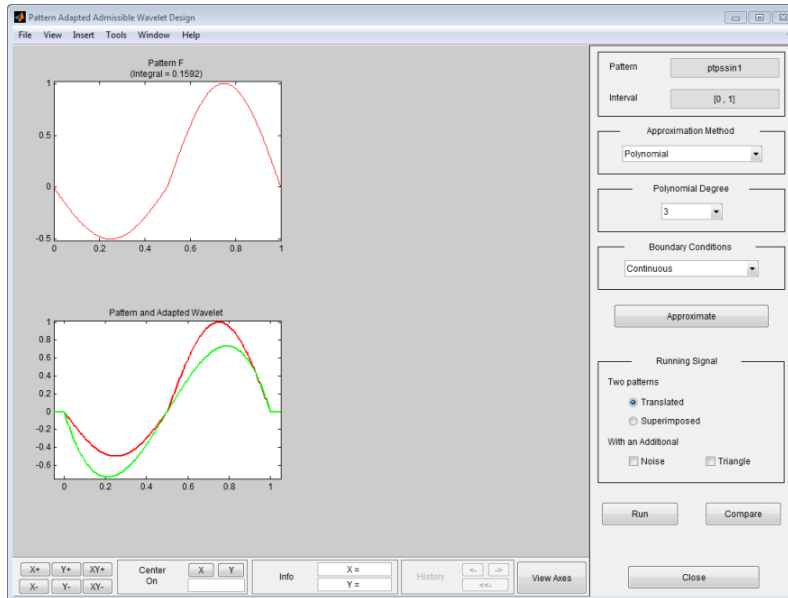 Pattern Adapted Admissible Wavelet Design
File View Insert Tools Window Help
Pattern F
(Integral = 0.1592)
1
0.5
0
-0.5
0 0.2 0.4 0.6 0.8 1
Pattern and Adapted Wavelet
1
0.8
0.6
0.4
0.2
0
-0.2
-0.4
-0.6
0 0.2 0.4 0.6 0.8 1
Pattern ptpssin1
Interval [0 , 1]
Approximation Method
Polynomial
Polynomial Degree
3
Boundary Conditions
Continuous
Approximate
Running Signal
Two patterns
Translated
Superimposed
With an Additional
Noise Triangle
Run Compare
Close
X+ Y+ XY+
X- Y- XY-
Center
On
X Y
Info
X =
Y =
History
<- ->
<<-
View Axes